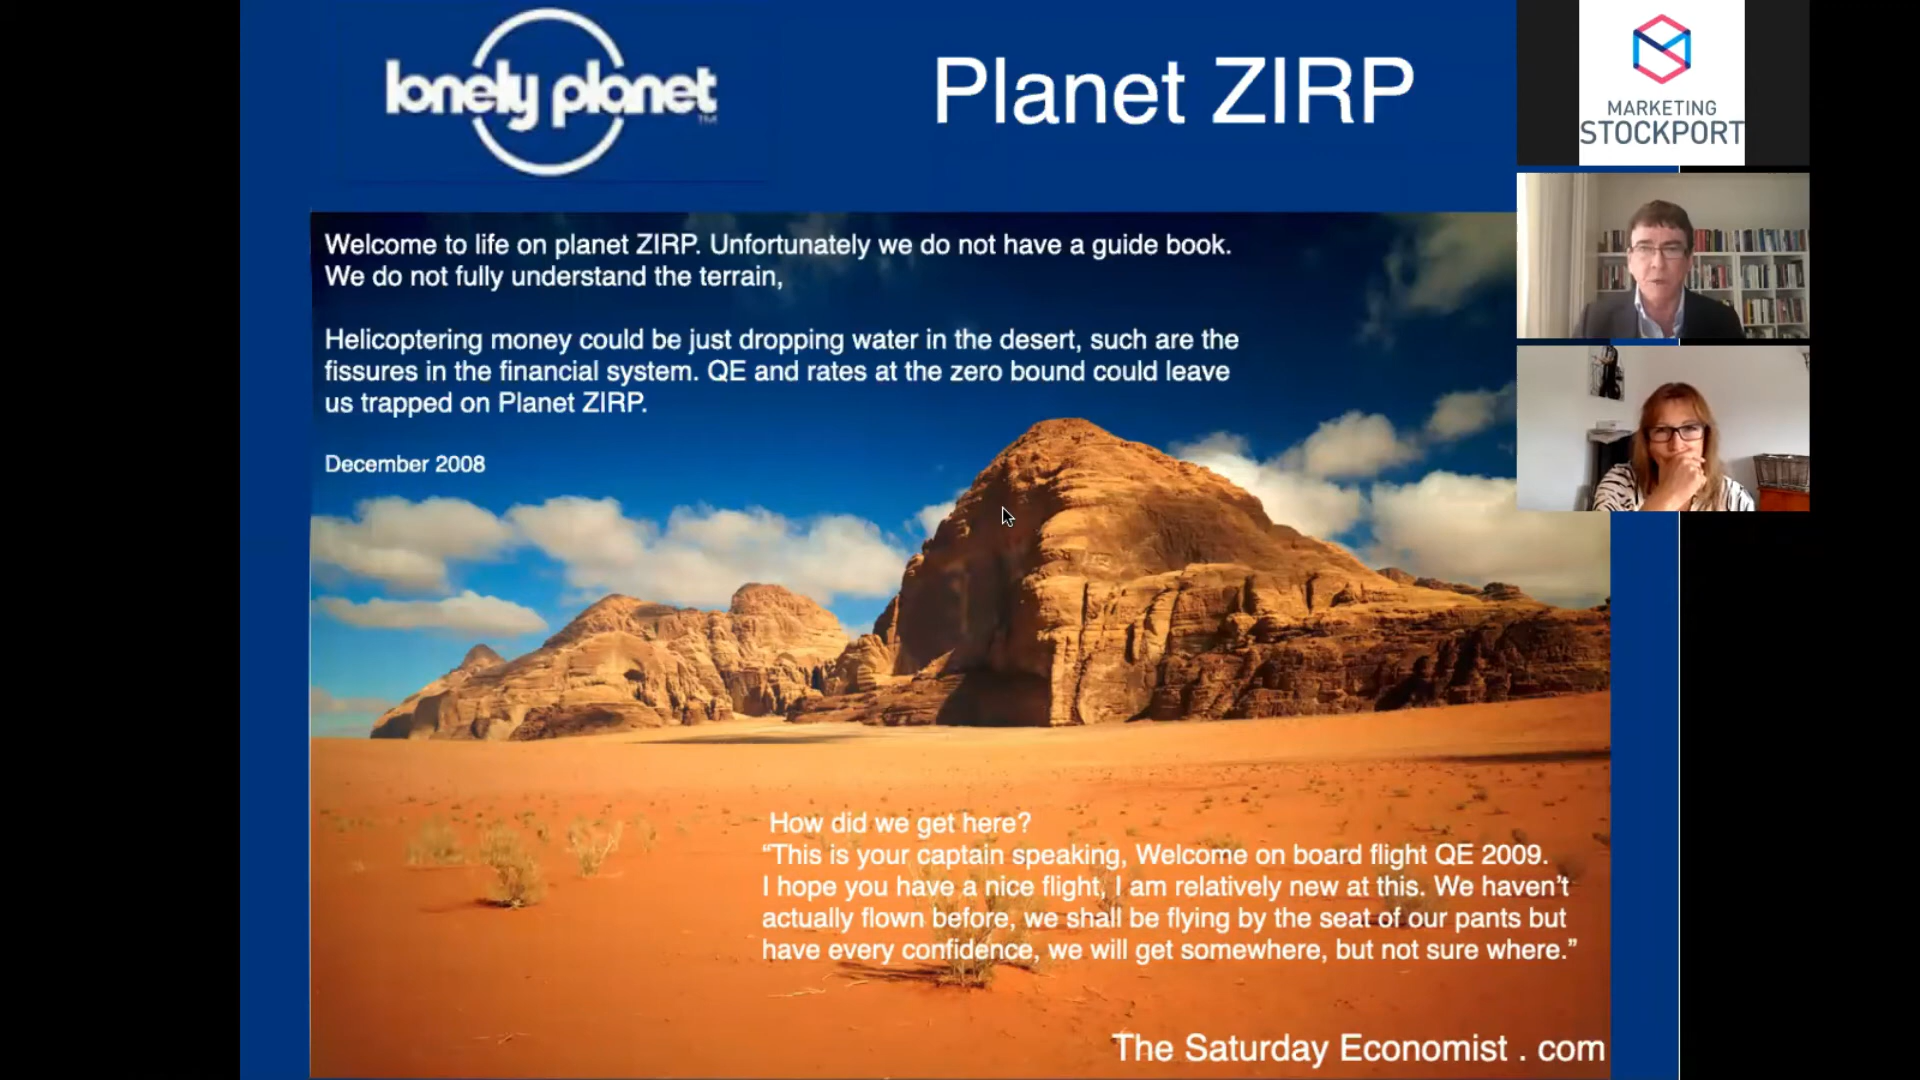 lonely planet
TM
Planet ZIRP
MARKETING
STOCKPORT
Welcome to life on planet ZIRP. Unfortunately we do not have a guide book.
We do not fully understand the terrain,
Helicoptering money could be just dropping water in the desert, such are the
fissures in the financial system. QE and rates at the zero bound could leave
us trapped on Planet ZIRP.
December 2008
How did we get here?
“This is your captain speaking, Welcome on board flight QE 2009.
I hope you have a nice flight, I am relatively new at this. We haven’t
actually flown before, we shall be flying by the seat of our pants but
have every confidence, we will get somewhere, but not sure where.”
The Saturday Economist . com